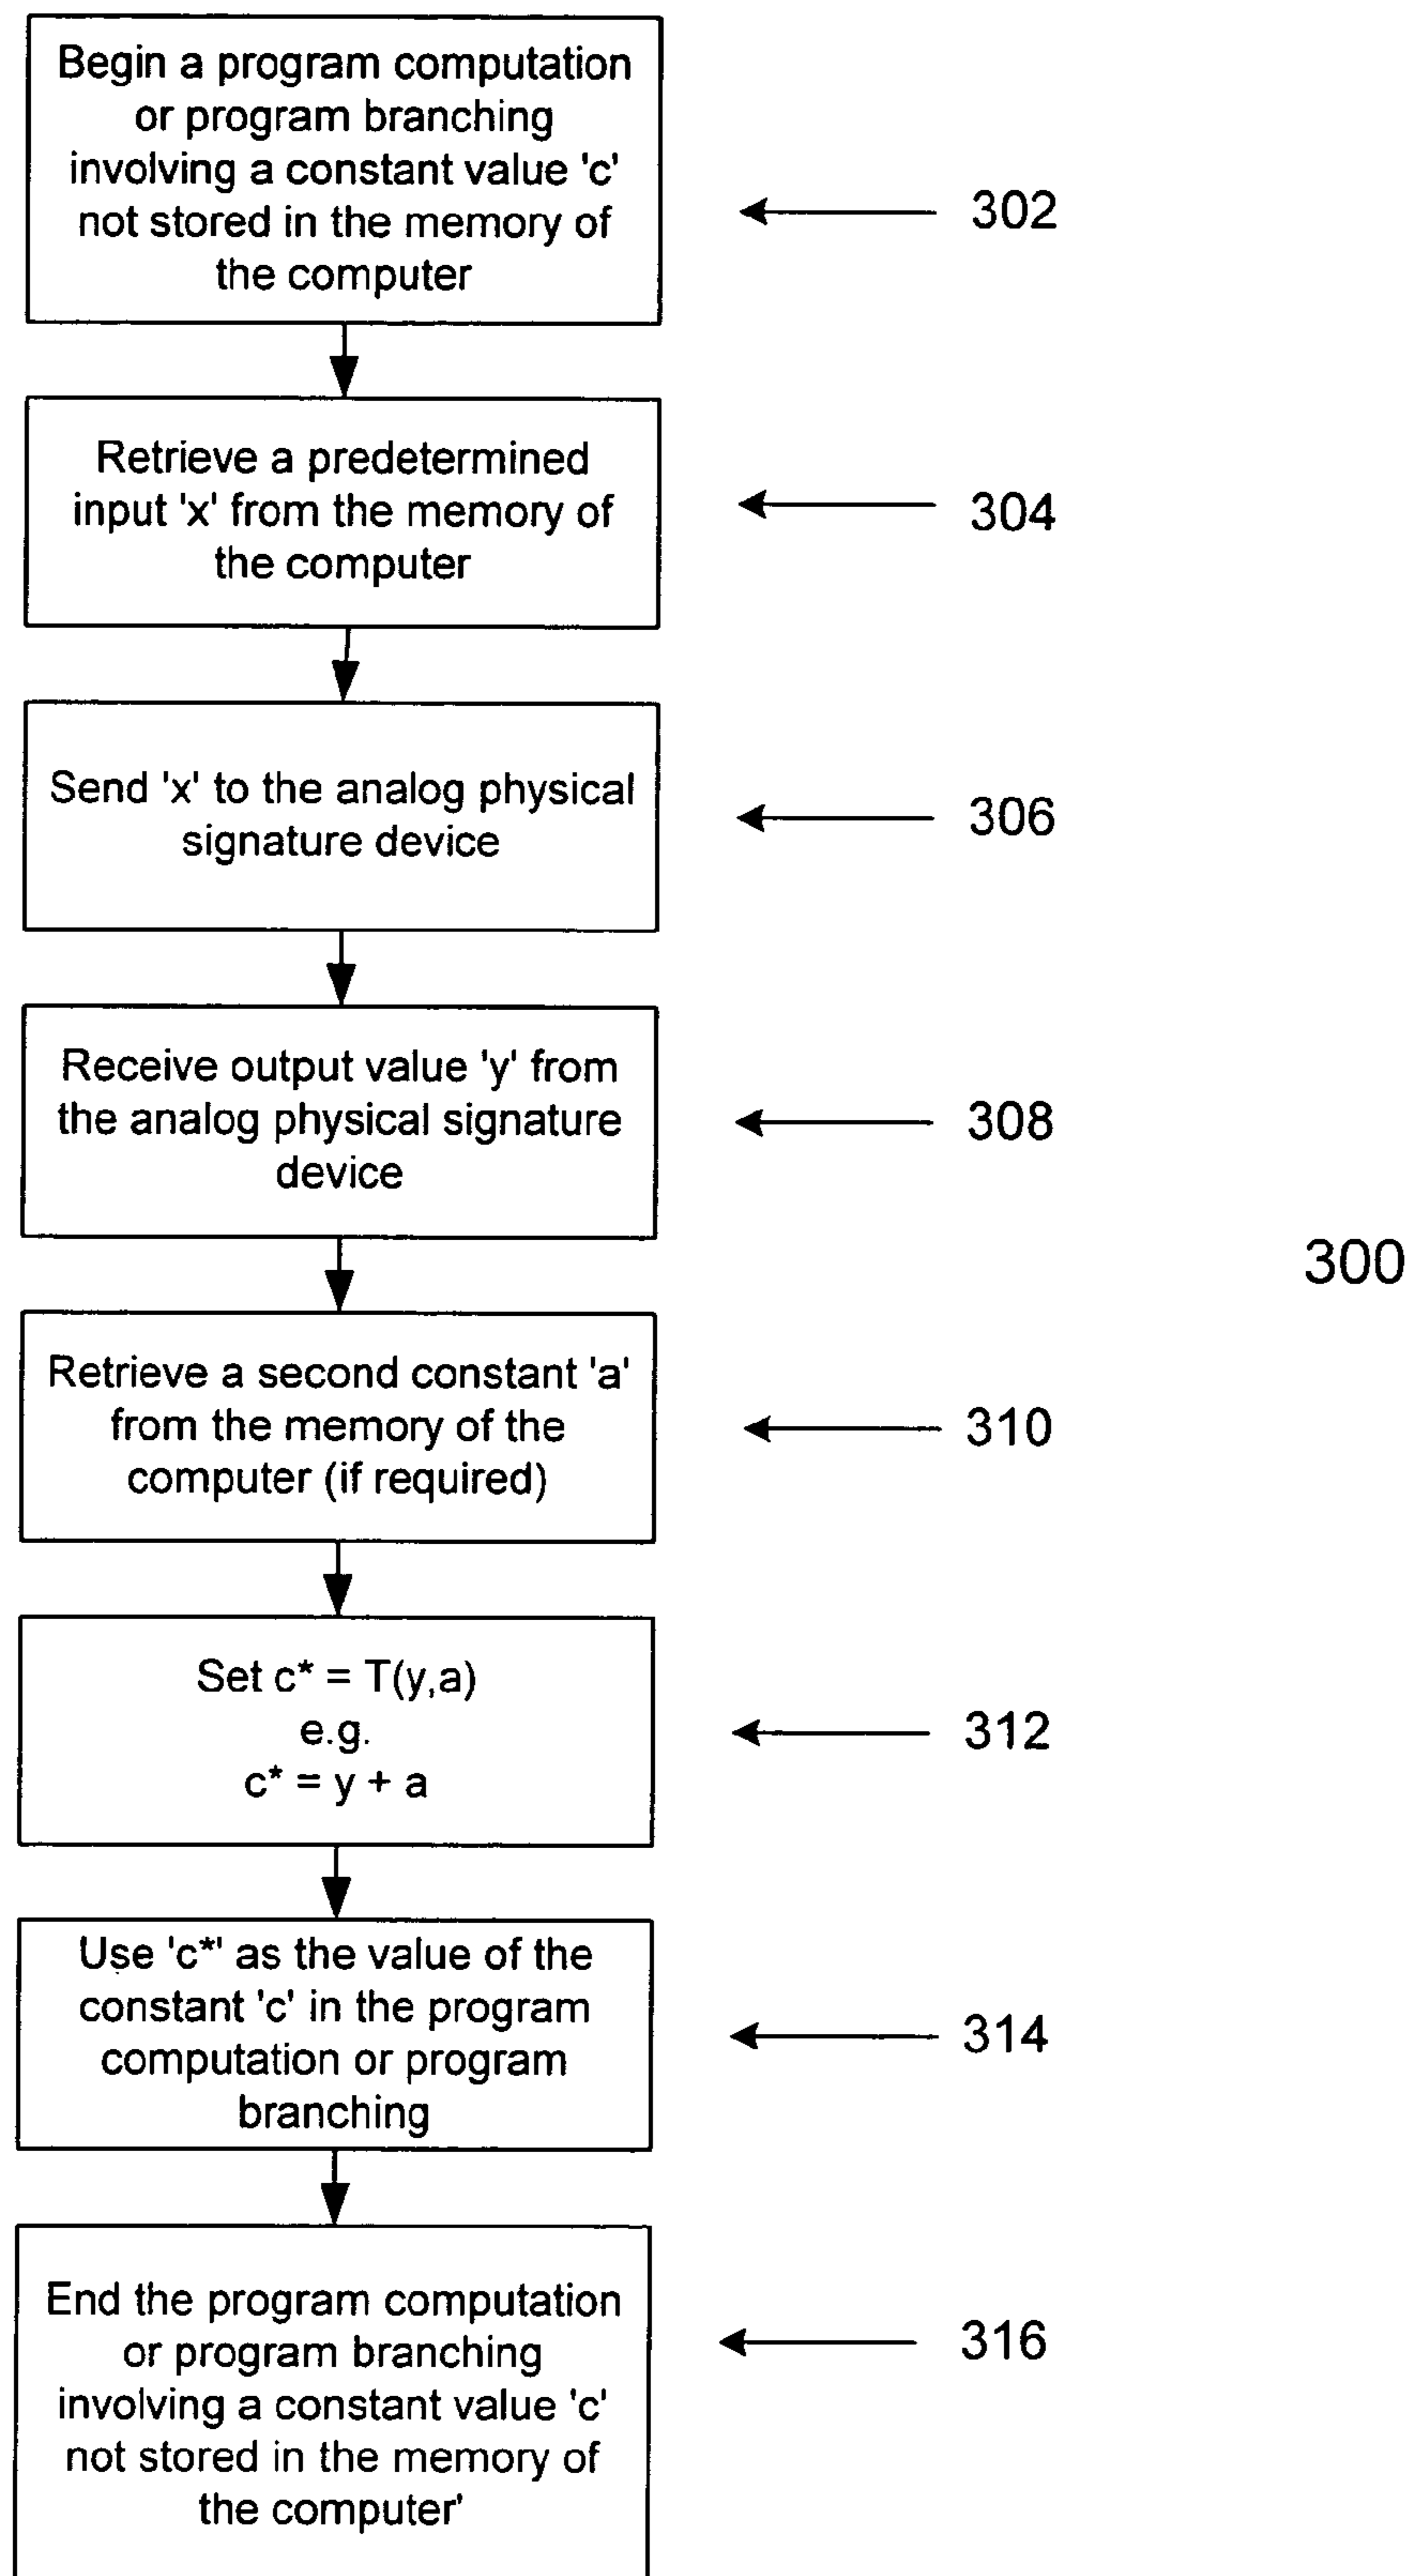 Begin a program computation
or program branching
involving a constant value 'c'
not stored in the memory of
the computer
302
Retrieve a predetermined
input 'x' from the memory of
the computer
304
Send 'x' to the analog physical
signature device
306
Receive output value 'y' from
the analog physical signature
device
308
300
Retrieve a second constant 'a'
from the memory of the
computer (if required)
310
Set c* = T(y,a)
e.g.
c* = y + a
312
Use 'c*' as the value of the
constant 'c' in the program
computation or program
branching
314
End the program computation
or program branching
involving a constant value 'c'
not stored in the memory of
the computer'
316